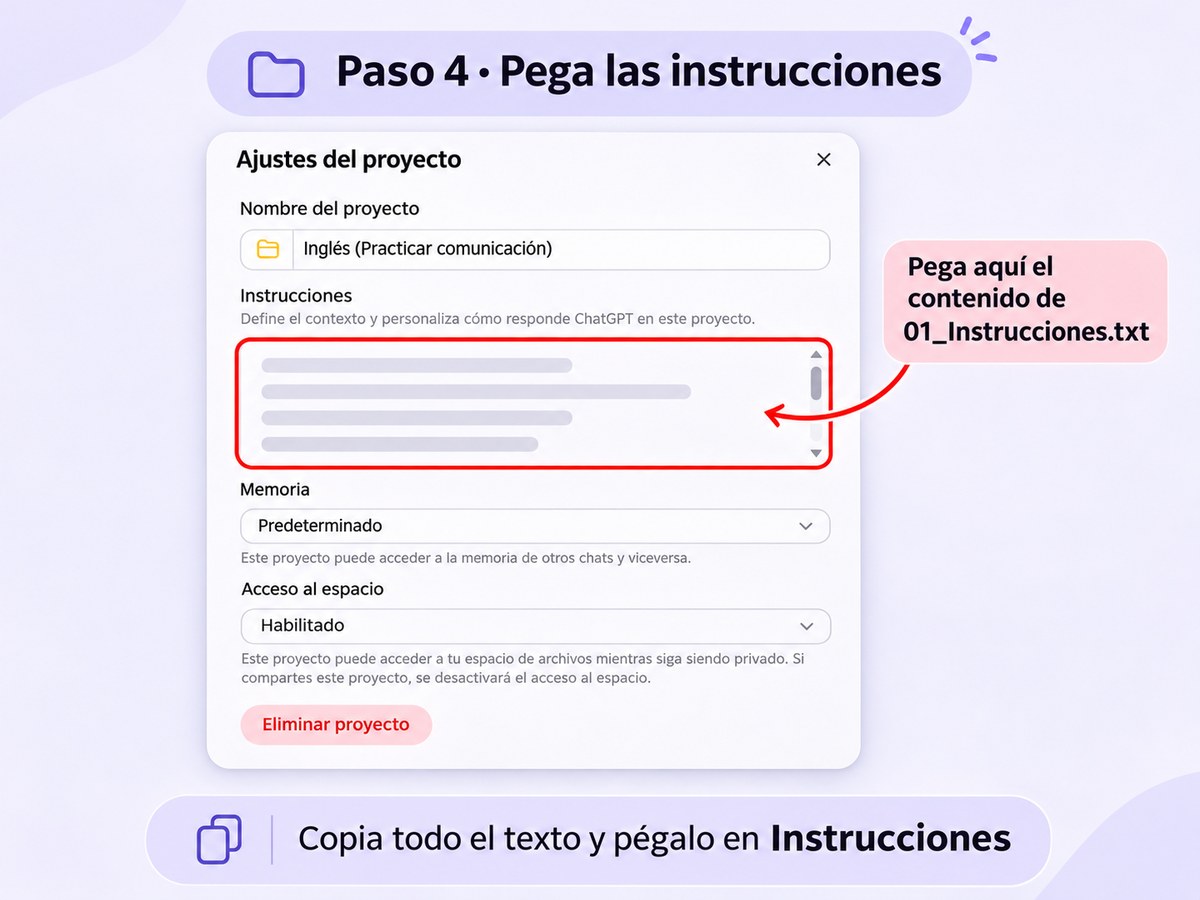 Paso 4 • Pega las instrucciones
Ajustes del proyecto
Nombre del proyecto
Inglés (Practicar comunicación)
Instrucciones
Define el contexto y personaliza cómo responde ChatGPT en este proyecto.
Pega aquí el
contenido de
01_Instrucciones.txt
Memoria
Predeterminado
Este proyecto puede acceder a la memoria de otros chats y viceversa.
Acceso al espacio
Habilitado
Este proyecto puede acceder a tu espacio de archivos mientras siga siendo privado. Si
compartes este proyecto, se desactivará el acceso al espacio.
Eliminar proyecto
Copia todo el texto y pégalo en Instrucciones